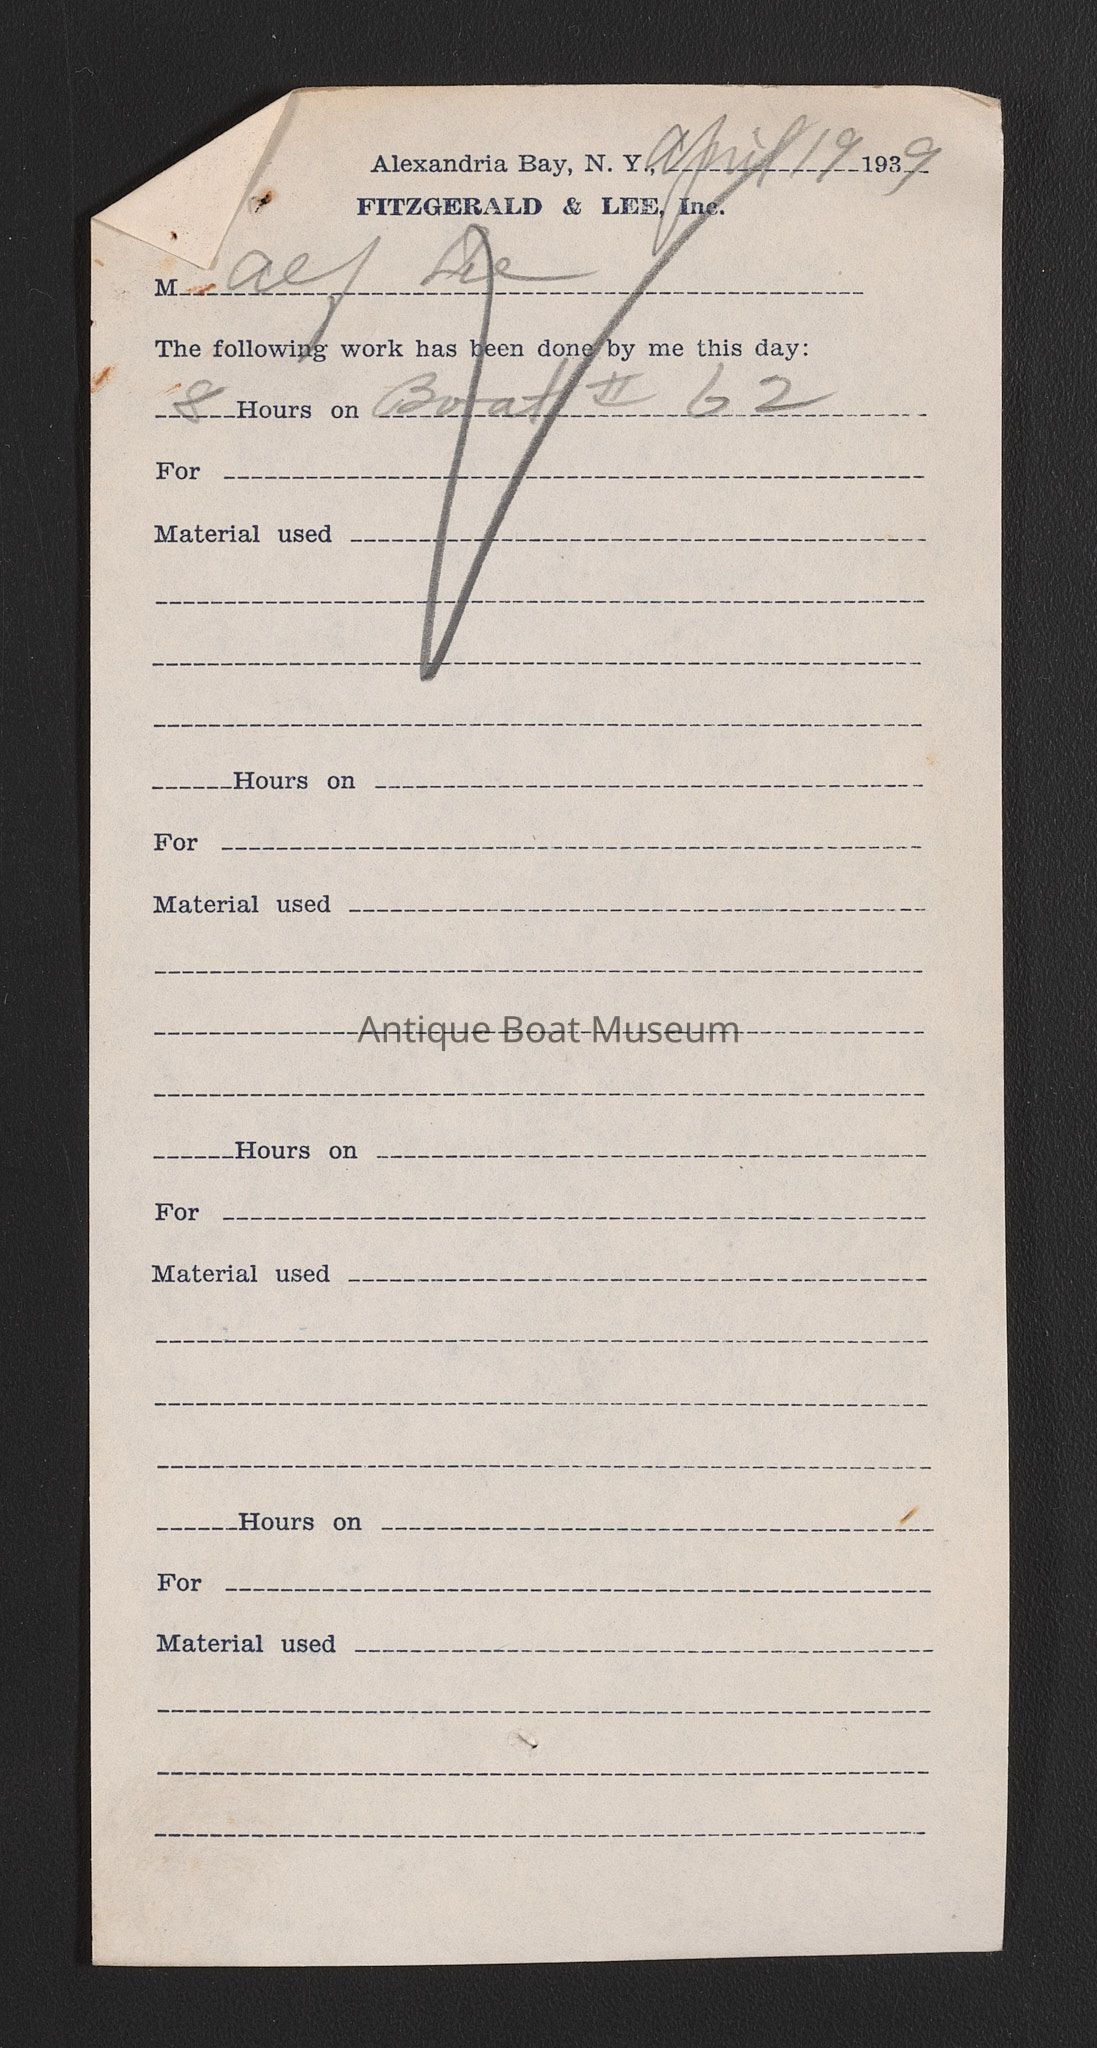 Alexandria Bay, N. Y., April 19 1939
FITZGERALD & LEE, Inc.
M Alf Lee
The following work has been done by me this day:
8 Hours on Boat # 62
For
Material used
Hours on
For
Material used
Antique Boat Museum
Hours on
For
Material used
Hours on
For
Material used